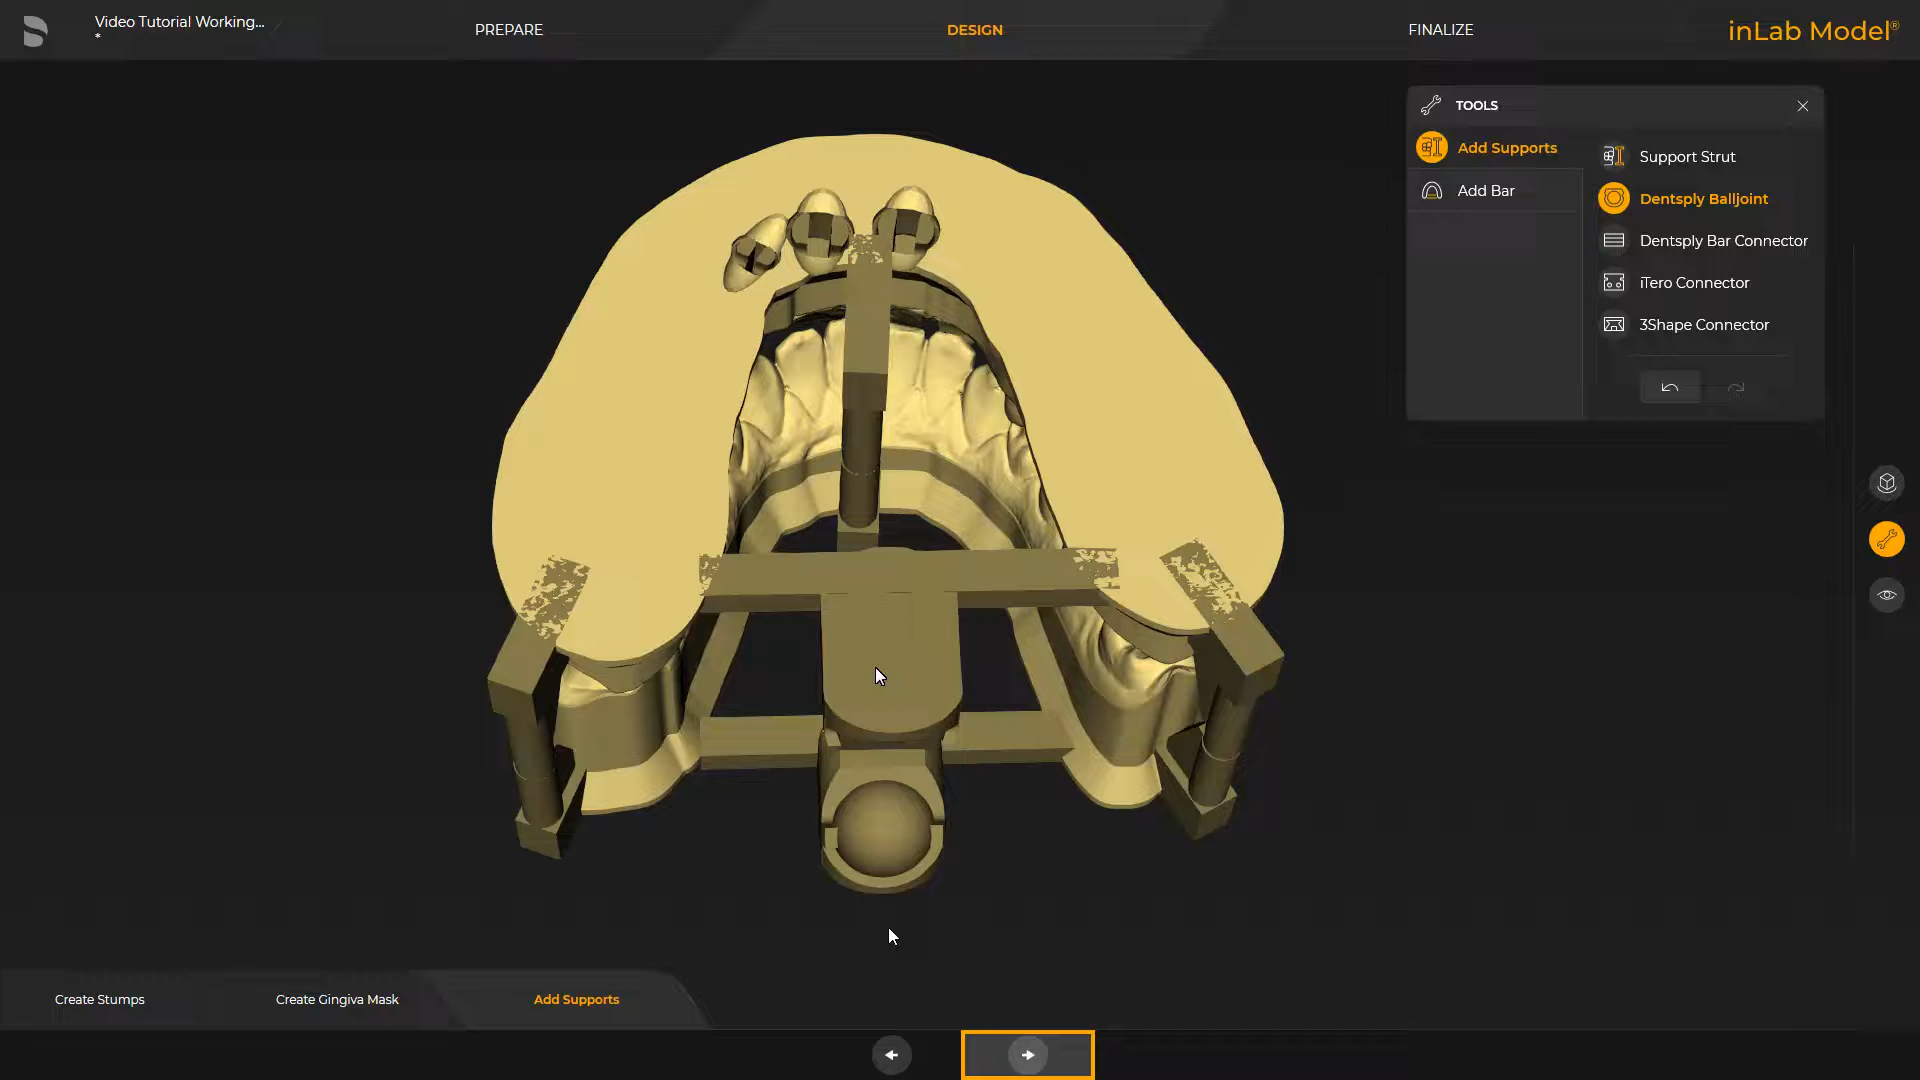 Video Tutorial Working...
*
PREPARE
DESIGN
FINALIZE
inLab Model®
TOOLS
Add Supports
Add Bar
Support Strut
Dentsply Balljoint
Dentsply Bar Connector
iTero Connector
3Shape Connector
Create Stumps
Create Gingiva Mask
Add Supports